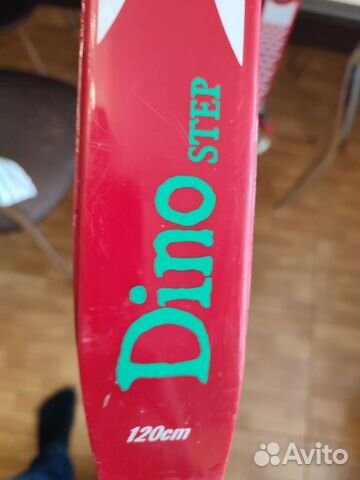 Dino STEP
120cm
Avito